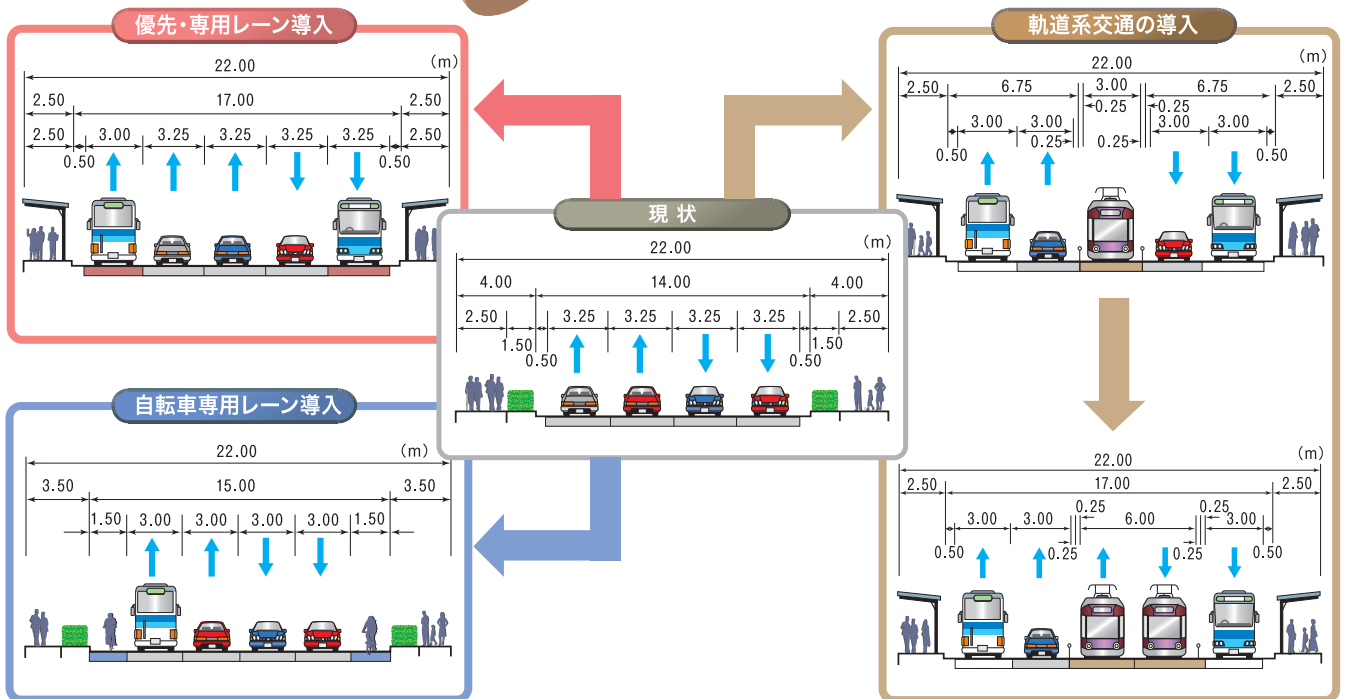 優先・専用レーン導入
(m)
22.00
2.50 17.00 2.50
2.50 3.00 3.25 3.25 3.25 3.25 2.50
0.50 0.50
軌道系交通の導入
(m)
22.00
2.50 6.75 3.00 6.75 2.50
0.25 0.25
3.00 3.00 3.00 3.00
0.50 0.25 0.25 0.50
現状
22.00 (m)
4.00 14.00 4.00
2.50 3.25 3.25 3.25 3.25 2.50
1.50 0.50 0.50 1.50
自転車専用レーン導入
22.00 (m)
3.50 15.00 3.50
1.50 3.00 3.00 3.00 3.00 1.50
(m)
22.00
2.50 17.00 2.50
0.25 0.25
3.00 3.00 6.00 3.00
0.50 0.25 0.25 0.50